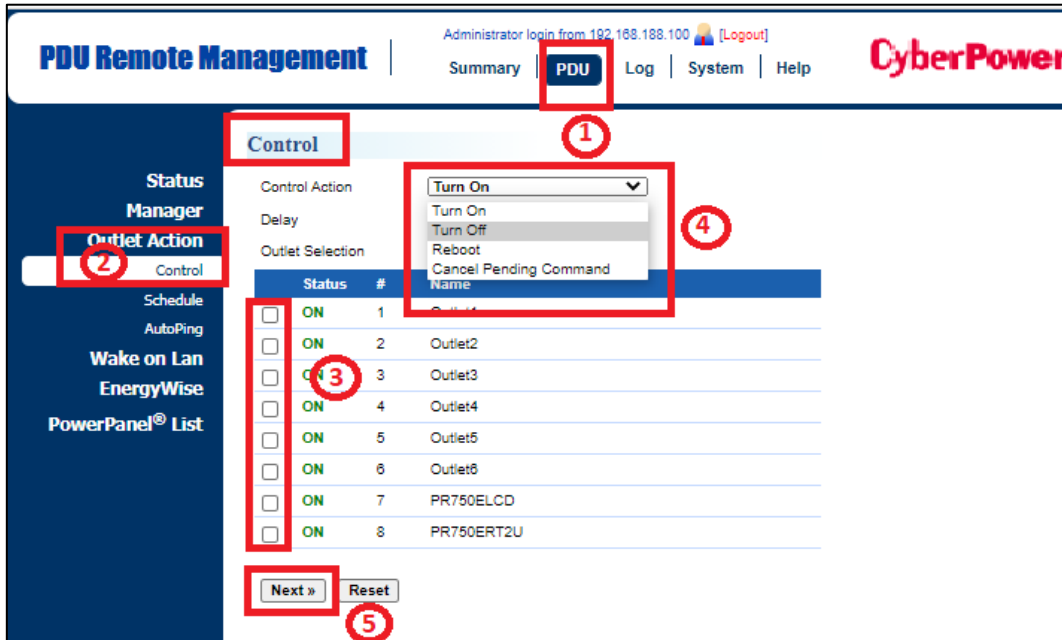 Administrator login from 192.168.188.100 [Logout]
PDU Remote Management
Summary PDU Log System Help
CyberPower
1
Control
Status
Manager
Outlet Action
2
Control
Schedule
AutoPing
Wake on Lan
EnergyWise
PowerPanel® List
Control Action Turn On
Delay
Outlet Selection
Turn On
Turn Off
Reboot
Cancel Pending Command
4
Status # Name
ON 1 Outlet1
ON 2 Outlet2
ON 3 Outlet3
3
ON 4 Outlet4
ON 5 Outlet5
ON 6 Outlet6
ON 7 PR750ELCD
ON 8 PR750ERT2U
Next » Reset
5